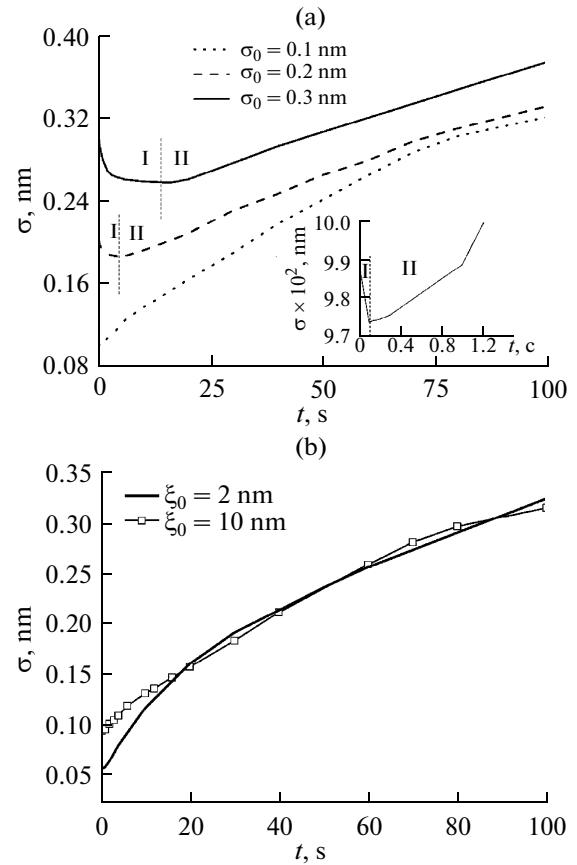 (a)
0.40
σ₀ = 0.1 nm
σ₀ = 0.2 nm
σ₀ = 0.3 nm
0.32
0.24
0.16
0.08
σ, nm
I II
I II
10.0
9.9
9.8
9.7
σ × 10², nm
I II
0 0.4 0.8 1.2 t, c
0 25 50 75 100
t, s
(b)
0.35
ξ₀ = 2 nm
ξ₀ = 10 nm
0.30
0.25
0.20
0.15
0.10
0.05
σ, nm
0 20 40 60 80 100
t, s